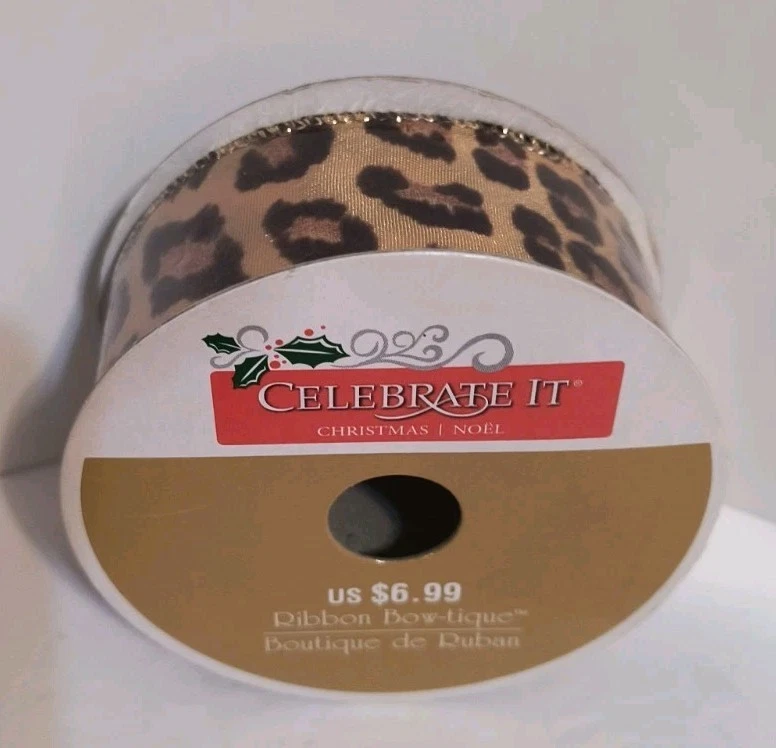 CELEBRATE IT®
CHRISTMAS | NOËL
US $6.99
Ribbon Bow-tique™
Boutique de Ruban